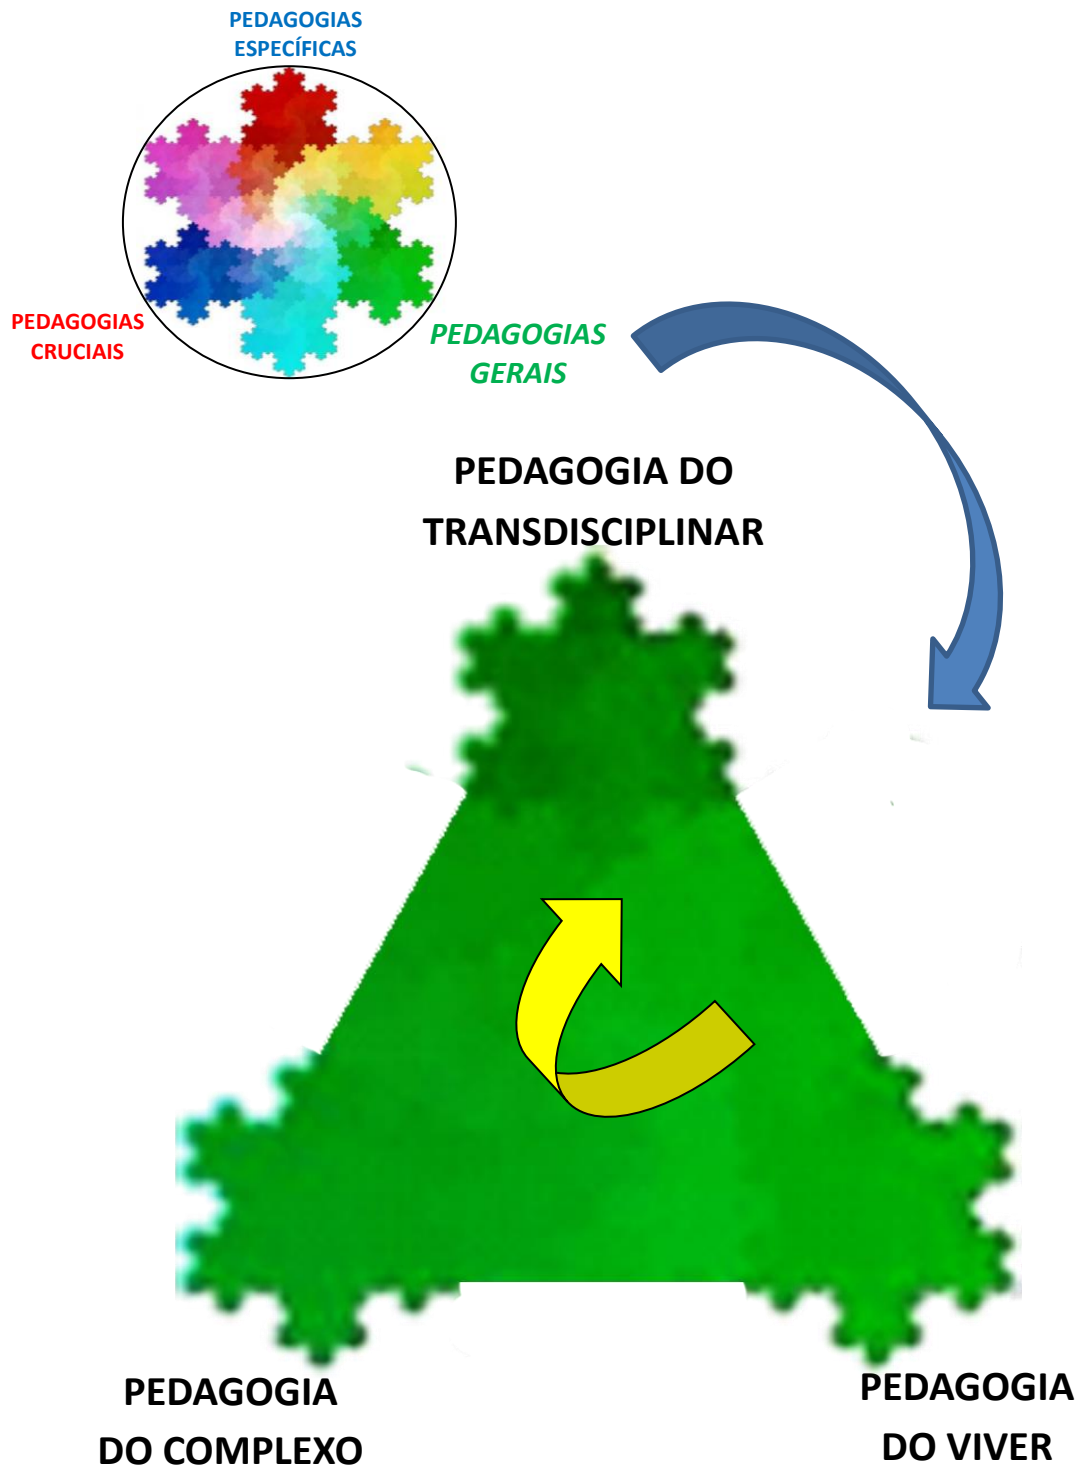 PEDAGOGIAS
ESPECÍFICAS
PEDAGOGIAS
CRUCIAIS
PEDAGOGIAS
GERAIS
PEDAGOGIA DO
TRANSDISCIPLINAR
PEDAGOGIA
DO COMPLEXO
PEDAGOGIA
DO VIVER